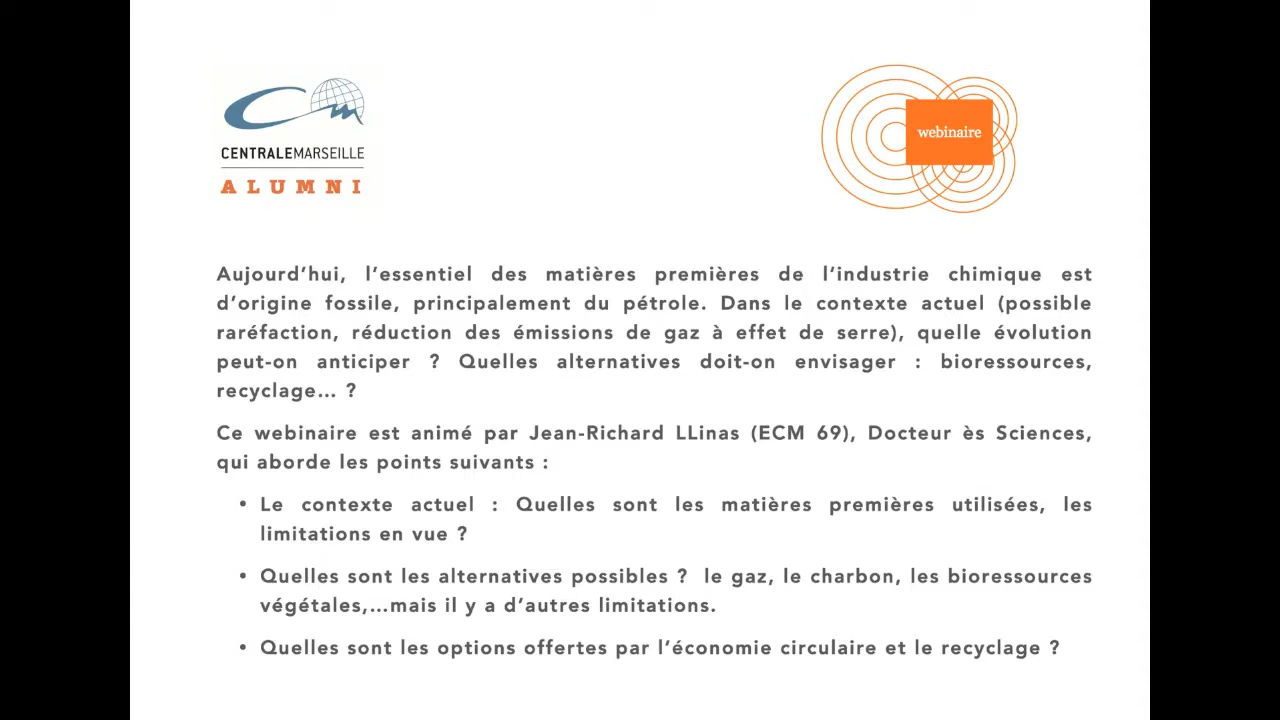 CENTRALEMARSEILLE
ALUMNI
webinaire
Aujourd’hui, l’essentiel des matières premières de l’industrie chimique est
d’origine fossile, principalement du pétrole. Dans le contexte actuel (possible
raréfaction, réduction des émissions de gaz à effet de serre), quelle évolution
peut-on anticiper ? Quelles alternatives doit-on envisager : bioressources,
recyclage... ?
Ce webinaire est animé par Jean-Richard LLinas (ECM 69), Docteur ès Sciences,
qui aborde les points suivants :
• Le contexte actuel : Quelles sont les matières premières utilisées, les
limitations en vue ?
• Quelles sont les alternatives possibles ? le gaz, le charbon, les bioressources
végétales,...mais il y a d’autres limitations.
• Quelles sont les options offertes par l’économie circulaire et le recyclage ?